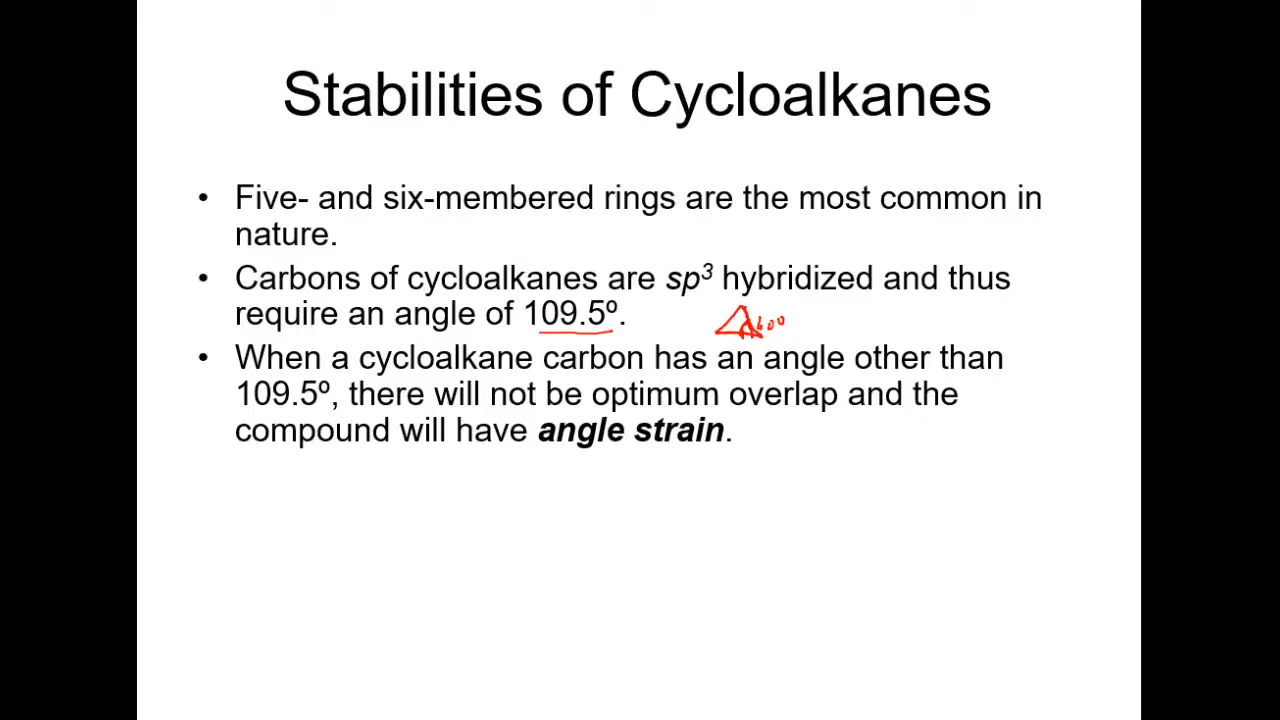 Stabilities of Cycloalkanes
• Five- and six-membered rings are the most common in
nature.
• Carbons of cycloalkanes are sp³ hybridized and thus
require an angle of 109.5º.
60º
• When a cycloalkane carbon has an angle other than
109.5º, there will not be optimum overlap and the
compound will have angle strain.